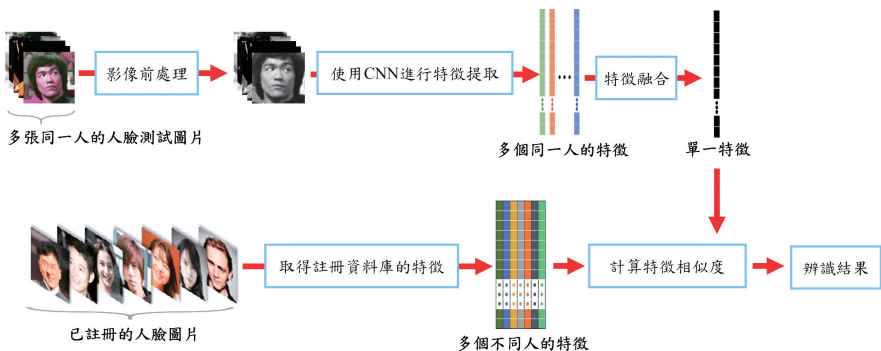 影像前處理
使用CNN進行特徵提取
特徵融合
多張同一人的人臉測試圖片
多個同一人的特徵
單一特徵
取得註冊資料庫的特徵
計算特徵相似度
辨識結果
已註冊的人臉圖片
多個不同人的特徵